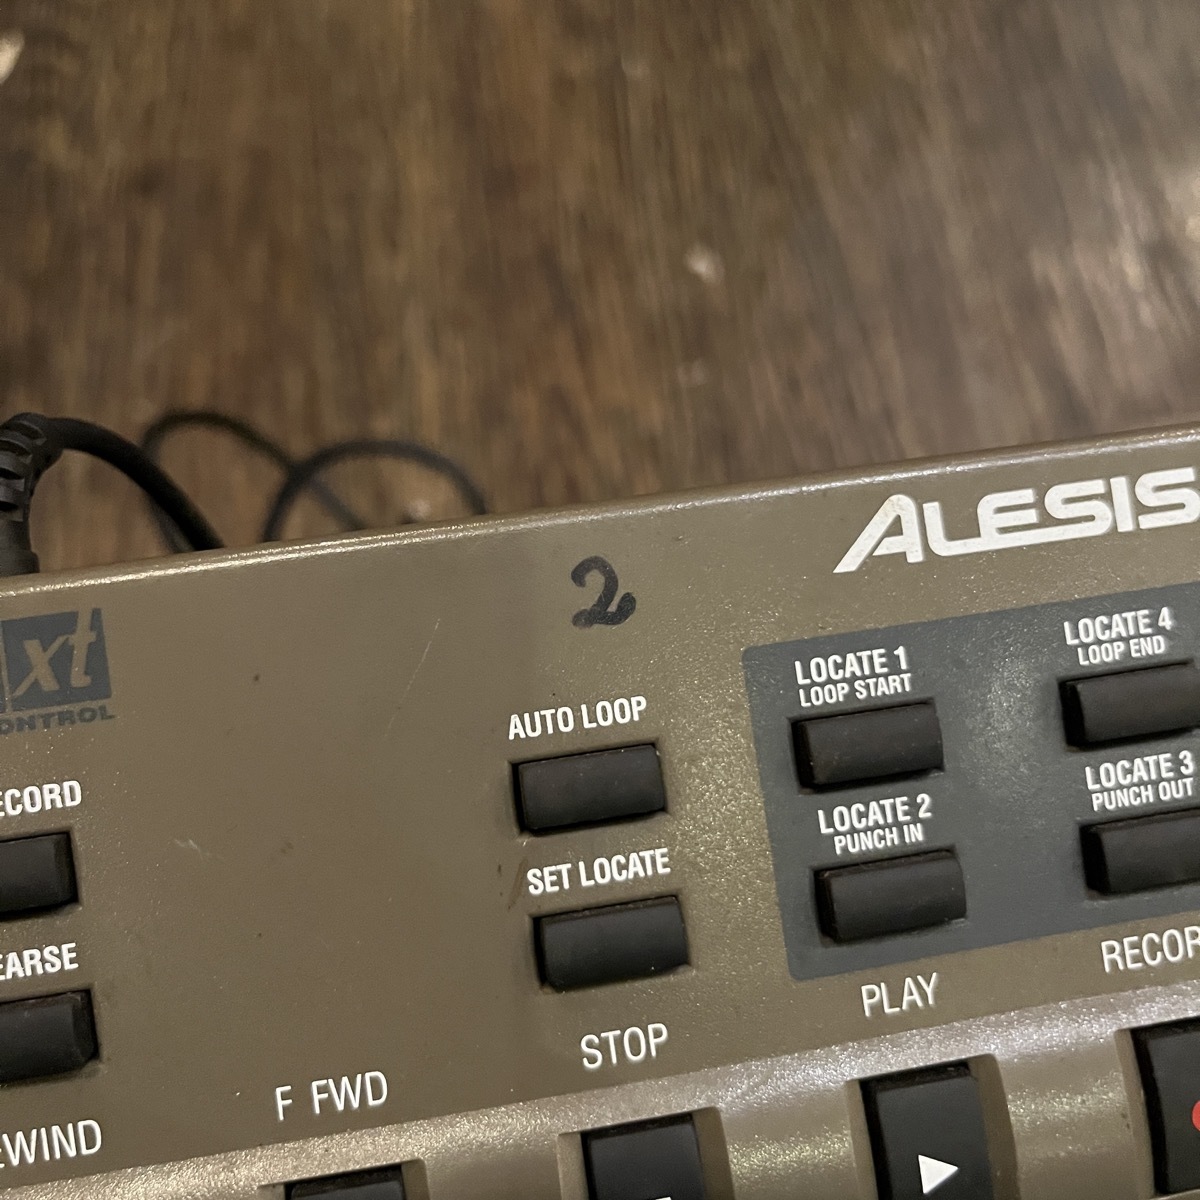 ALESIS
2
xt
LOCATE 1
LOOP START
LOCATE 4
LOOP END
AUTO LOOP
LOCATE 2
PUNCH IN
LOCATE 3
PUNCH OUT
SET LOCATE
F FWD
STOP
PLAY